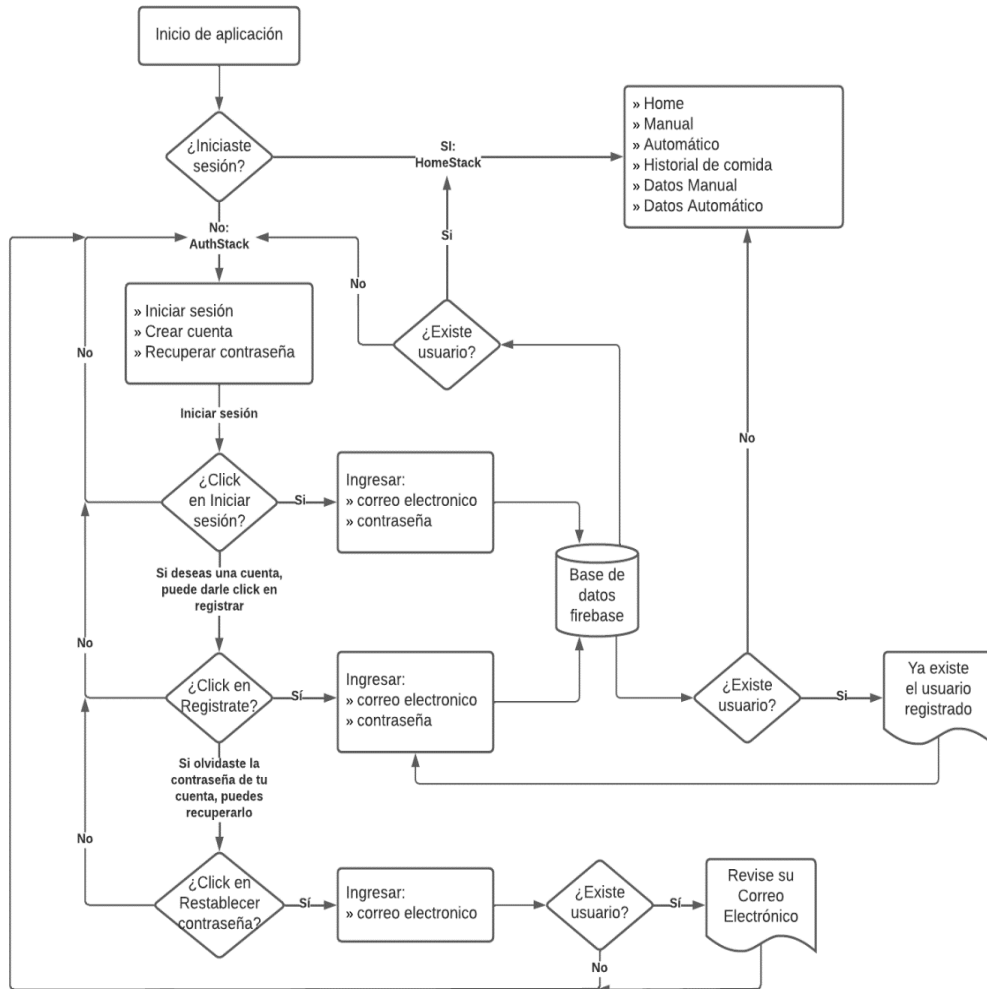 Inicio de aplicación
¿Iniciaste
sesión?
SI:
HomeStack
» Home
» Manual
» Automático
» Historial de comida
» Datos Manual
» Datos Automático
No:
AuthStack
Si
No
» Iniciar sesión
» Crear cuenta
» Recuperar contraseña
¿Existe
usuario?
No
Iniciar sesión
No
¿Click
en Iniciar
sesión?
Si
Ingresar:
» correo electronico
» contraseña
Base de
datos
firebase
Si deseas una cuenta,
puede darle click en
registrar
No
¿Click en
Registrate?
Sí
Ingresar:
» correo electronico
» contraseña
¿Existe
usuario?
Si
Ya existe
el usuario
registrado
Si olvidaste la
contraseña de tu
cuenta, puedes
recuperarlo
No
¿Click en
Restablecer
contraseña?
Sí
Ingresar:
» correo electronico
¿Existe
usuario?
Sí
Revise su
Correo
Electrónico
No